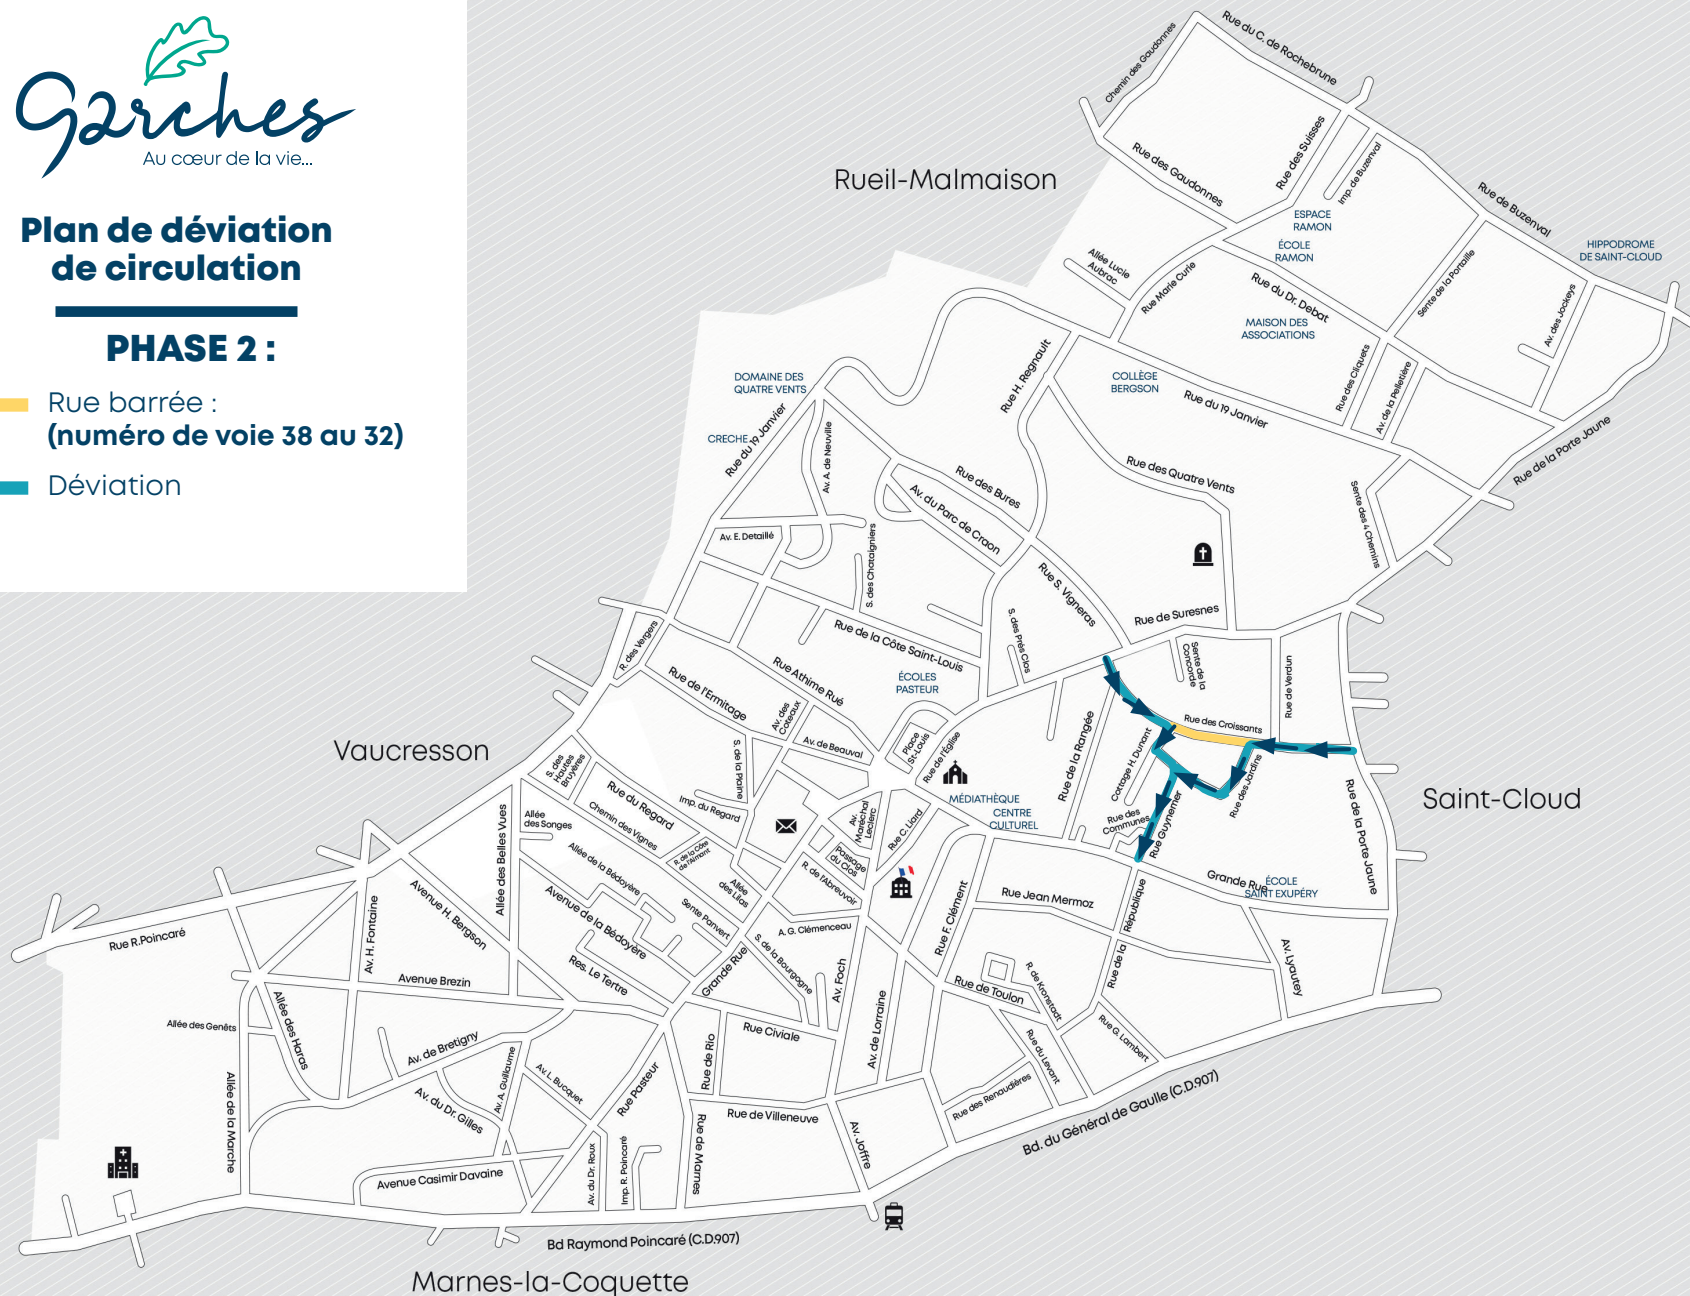 Garches
Au cœur de la vie...
Plan de déviation
de circulation
PHASE 2 :
Rue barrée :
(numéro de voie 38 au 32)
Déviation
Rueil-Malmaison
Vaucresson
Saint-Cloud
Marnes-la-Coquette
Chemin des Gaudonnes
Rue du C. de Rochebrune
Rue des Gaudonnes
Rue des Suisses
Imp. de Buzenval
Rue de Buzenval
ESPACE
RAMON
ÉCOLE
RAMON
HIPPODROME
DE SAINT-CLOUD
Allée Lucie
Aubrac
Rue Marie Curie
Rue du Dr. Debat
Sente de la Portaille
Av. des Jockeys
MAISON DES
ASSOCIATIONS
Rue des Cliquets
Av. de la Pelletière
Rue H. Regnault
COLLÈGE
BERGSON
Rue du 19 Janvier
Rue de la Porte Jaune
DOMAINE DES
QUATRE VENTS
CRECHE
Rue du 19 Janvier
Av. A. de Neuville
Rue des Bures
Rue des Quatre Vents
Av. du Parc de Craon
Sente des 4 Chemins
Av. E. Detaillé
S. des Chataigniers
Rue S. Vigneras
Rue de Suresnes
S. des Prés Clos
Rue de la Côte Saint-Louis
R. des Vergers
Rue Athime Rué
ÉCOLES
PASTEUR
Sente de la
Concorde
Rue de Verdun
Rue de l'Ermitage
Av. des
Coteaux
Av. de Beauval
Place
St-Louis
Rue de l'Église
Rue de la Rangée
Rue des Croissants
Cottage H. Dunant
Rue des Jardins
S. des
Hautes
Bruyères
S. de la Plaine
Rue du Regard
Imp. du Regard
Chemin des Vignes
MÉDIATHÈQUE
CENTRE
CULTUREL
Rue des
Communes
Rue Guynemer
Rue de la Porte Jaune
Allée
des Songes
Allée des Belles Vues
Av.
Maréchal
Leclerc
Rue C. Liard
Passage
du Clos
R. de l'Abreuvoir
R. de la Côte
de l'Aimont
Allée
des Lilas
Allée de la Bédoyère
Avenue de la Bédoyère
Sente Panvert
Grande Rue
ÉCOLE
SAINT EXUPÉRY
Rue Jean Mermoz
Rue F. Clément
Rue de la
République
Av. Lyautey
Avenue H. Bergson
Av. H. Fontaine
Rue R.Poincaré
Avenue Brezin
Res. Le Tertre
Grande Rue
A. G. Clémenceau
S. de la Bourgogne
Av. Foch
Av. de Lorraine
Rue de Toulon
R. de Kronstadt
Rue G. Lambert
Rue du Levant
Rue des Renaudières
Bd. du Général de Gaulle (C.D.907)
Allée des Genêts
Allée des Haras
Allée de la Marche
Av. de Bretigny
Av. du Dr. Gilles
Av. A. Guillaume
Av. L. Bucquet
Rue Pasteur
Rue de Rio
Rue Civiale
Rue de Villeneuve
Rue de Marnes
Av. Joffre
Avenue Casimir Davaine
Av. du Dr. Roux
Imp. R. Poincaré
Bd Raymond Poincaré (C.D.907)